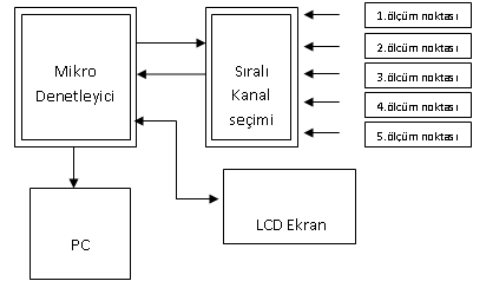 Mikro
Denetleyici
Sıralı
Kanal
seçimi
1.ölçüm noktası
2.ölçüm noktası
3.ölçüm noktası
4.ölçüm noktası
5.ölçüm noktası
PC
LCD Ekran